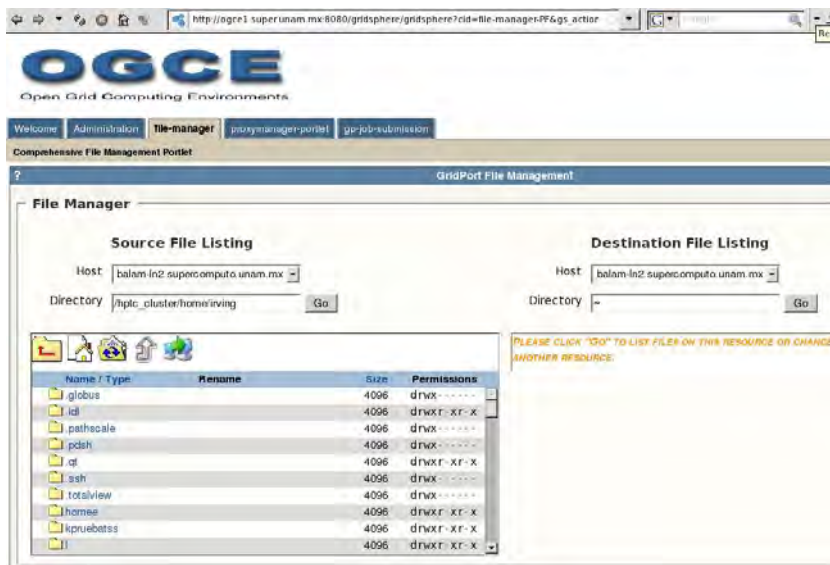 http://ogre1.super.unam.mx:8080/gridsphere/gridsphere?cid=file-manager-PF&gs_action
Re
OGCE
Open Grid Computing Environments
Welcome Administration file-manager proxymanager-portlet gp-job-submission
Comprehensive File Management Portlet
? GridPort File Management
File Manager
Source File Listing
Host balam-ln2.supercomputo.unam.mx
Directory /hptc_cluster/home/irving Go
Destination File Listing
Host balam-ln2.supercomputo.unam.mx
Directory ~ Go
PLEASE CLICK "GO" TO LIST FILES ON THIS RESOURCE OR CHANGE
ANOTHER RESOURCE.
Name / Type Rename Size Permissions
.globus 4096 drwx------
.idl 4096 drwxr-xr-x
.pathscale 4096 drwx------
.pdsh 4096 drwx------
.qt 4096 drwxr-xr-x
.ssh 4096 drwx------
.totalview 4096 drwx------
homee 4096 drwxr-xr-x
kpruebatss 4096 drwxr-xr-x
4096 drwxr-xr-x